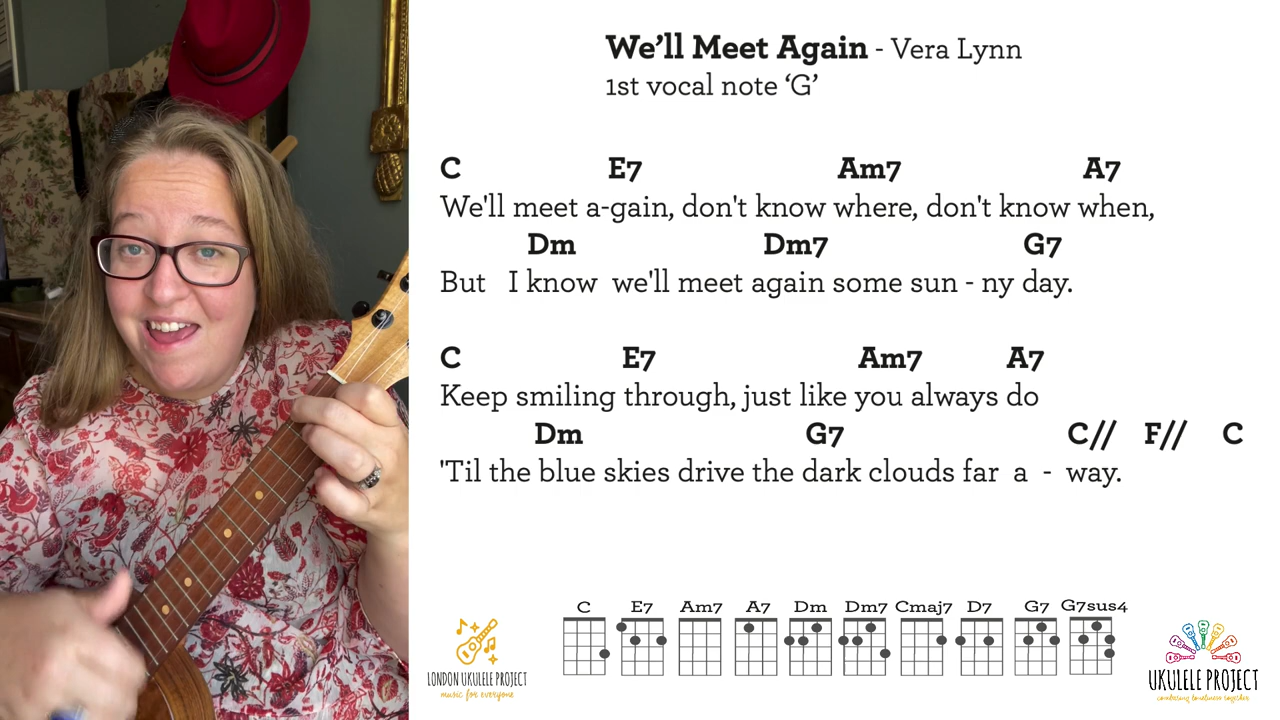 We'll Meet Again - Vera Lynn
1st vocal note ‘G’
C E7 Am7 A7
We'll meet a-gain, don't know where, don't know when,
Dm Dm7 G7
But I know we'll meet again some sun - ny day.
C E7 Am7 A7
Keep smiling through, just like you always do
Dm G7 C// F// C
'Til the blue skies drive the dark clouds far a - way.
C E7 Am7 A7 Dm Dm7 Cmaj7 D7 G7 G7sus4
LONDON UKULELE PROJECT
music for everyone
UKULELE PROJECT
combating loneliness together